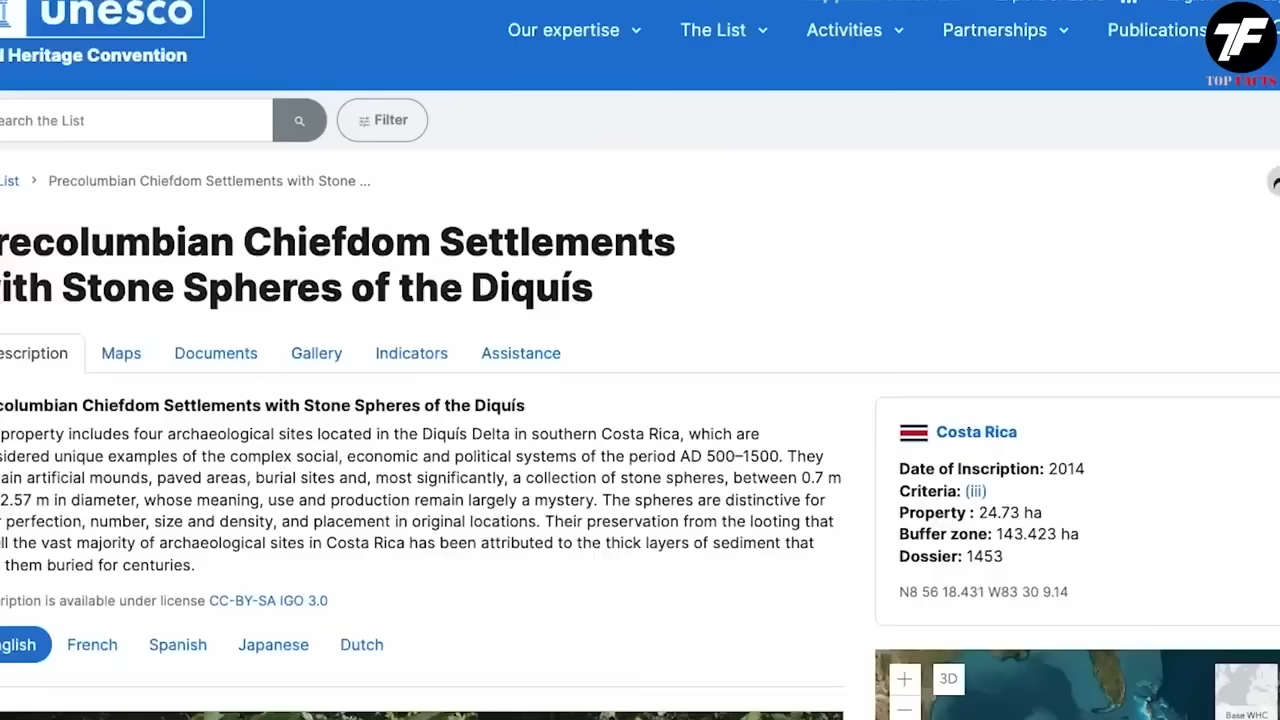 unesco
Our expertise
The List
Activities
Partnerships
Publications
TOP FACTS
Heritage Convention
earch the List
Filter
List
Precolumbian Chiefdom Settlements with Stone ...
recolumbian Chiefdom Settlements
ith Stone Spheres of the Diquís
escription
Maps
Documents
Gallery
Indicators
Assistance
columbian Chiefdom Settlements with Stone Spheres of the Diquís
property includes four archaeological sites located in the Diquís Delta in southern Costa Rica, which are
sidered unique examples of the complex social, economic and political systems of the period AD 500–1500. They
tain artificial mounds, paved areas, burial sites and, most significantly, a collection of stone spheres, between 0.7 m
2.57 m in diameter, whose meaning, use and production remain largely a mystery. The spheres are distinctive for
r perfection, number, size and density, and placement in original locations. Their preservation from the looting that
ll the vast majority of archaeological sites in Costa Rica has been attributed to the thick layers of sediment that
them buried for centuries.
ription is available under license CC-BY-SA IGO 3.0
glish
French
Spanish
Japanese
Dutch
Costa Rica
Date of Inscription: 2014
Criteria: (iii)
Property : 24.73 ha
Buffer zone: 143.423 ha
Dossier: 1453
N8 56 18.431 W83 30 9.14
3D
Base WHC